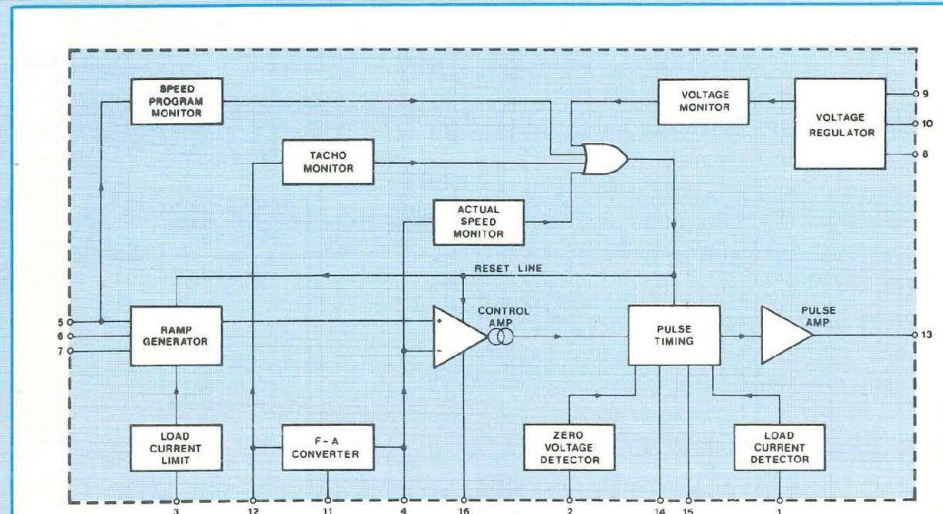 SPEED
PROGRAM
MONITOR
VOLTAGE
MONITOR
VOLTAGE
REGULATOR
9
10
8
TACHO
MONITOR
ACTUAL
SPEED
MONITOR
RESET LINE
5
6
7
RAMP
GENERATOR
+
−
CONTROL
AMP
PULSE
TIMING
PULSE
AMP
13
LOAD
CURRENT
LIMIT
F-A
CONVERTER
ZERO
VOLTAGE
DETECTOR
LOAD
CURRENT
DETECTOR
3 12 11 4 16 2 14 15 1